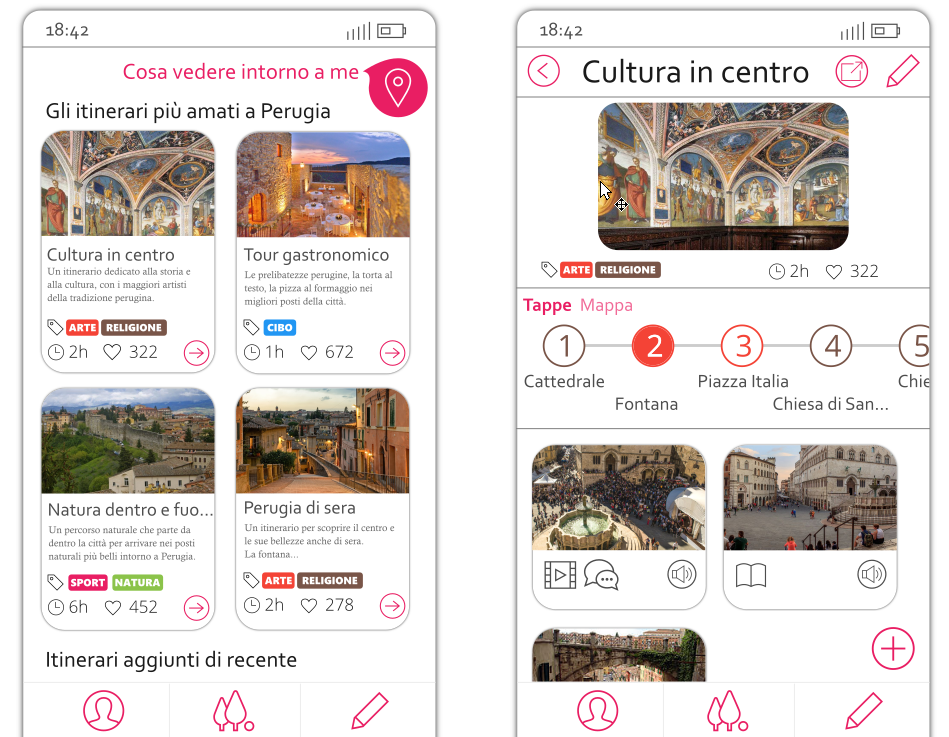 18:42
Cosa vedere intorno a me
Gli itinerari più amati a Perugia
Cultura in centro
Un itinerario dedicato alla storia e
alla cultura, con i maggiori artisti
della tradizione perugina.
ARTE RELIGIONE
2h 322
Tour gastronomico
Le prelibatezze perugine, la torta al
testo, la pizza al formaggio nei
migliori posti della città.
CIBO
1h 672
Natura dentro e fuo...
Un percorso naturale che parte da
dentro la città per arrivare nei posti
naturali più belli intorno a Perugia.
SPORT NATURA
6h 452
Perugia di sera
Un itinerario per scoprire il centro e
le sue bellezze anche di sera.
La fontana...
ARTE RELIGIONE
2h 278
Itinerari aggiunti di recente
18:42
Cultura in centro
ARTE RELIGIONE 2h 322
Tappe Mappa
1 2 3 4 5
Cattedrale Piazza Italia Chie
Fontana Chiesa di San...